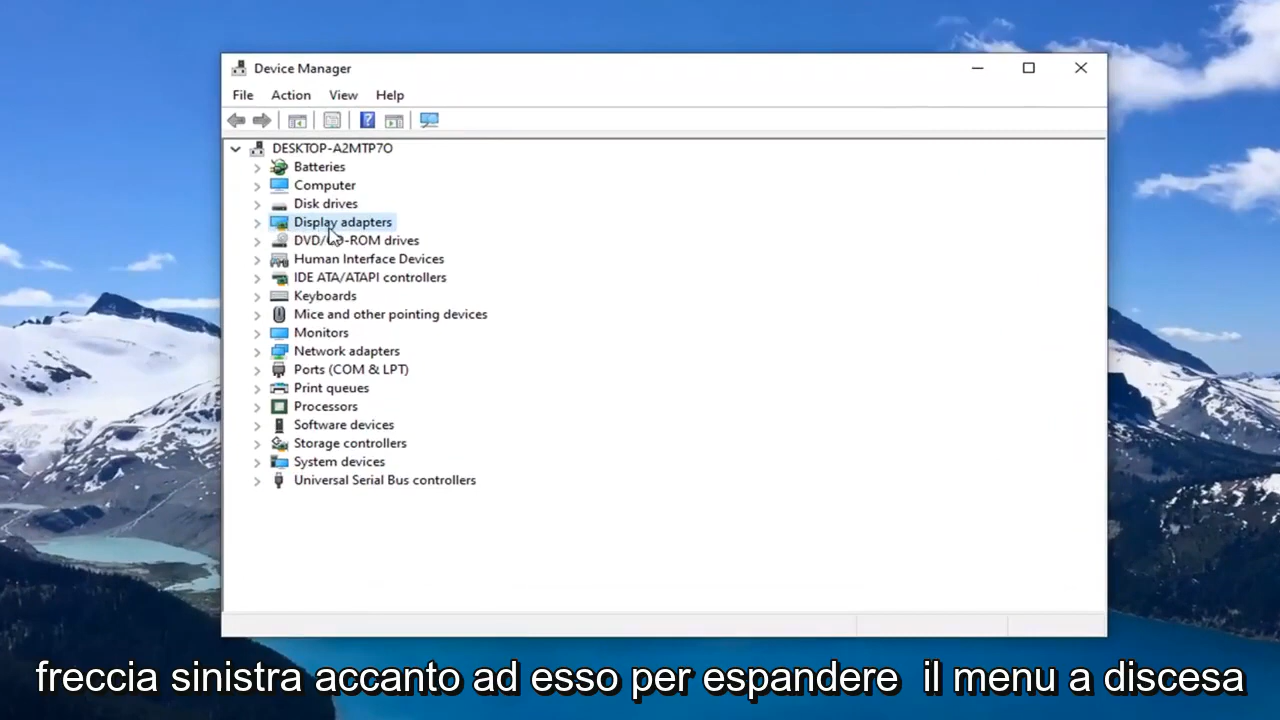 Device Manager
File Action View Help
DESKTOP-A2MTP7O
Batteries
Computer
Disk drives
Display adapters
DVD/CD-ROM drives
Human Interface Devices
IDE ATA/ATAPI controllers
Keyboards
Mice and other pointing devices
Monitors
Network adapters
Ports (COM & LPT)
Print queues
Processors
Software devices
Storage controllers
System devices
Universal Serial Bus controllers
freccia sinistra accanto ad esso per espandere il menu a discesa